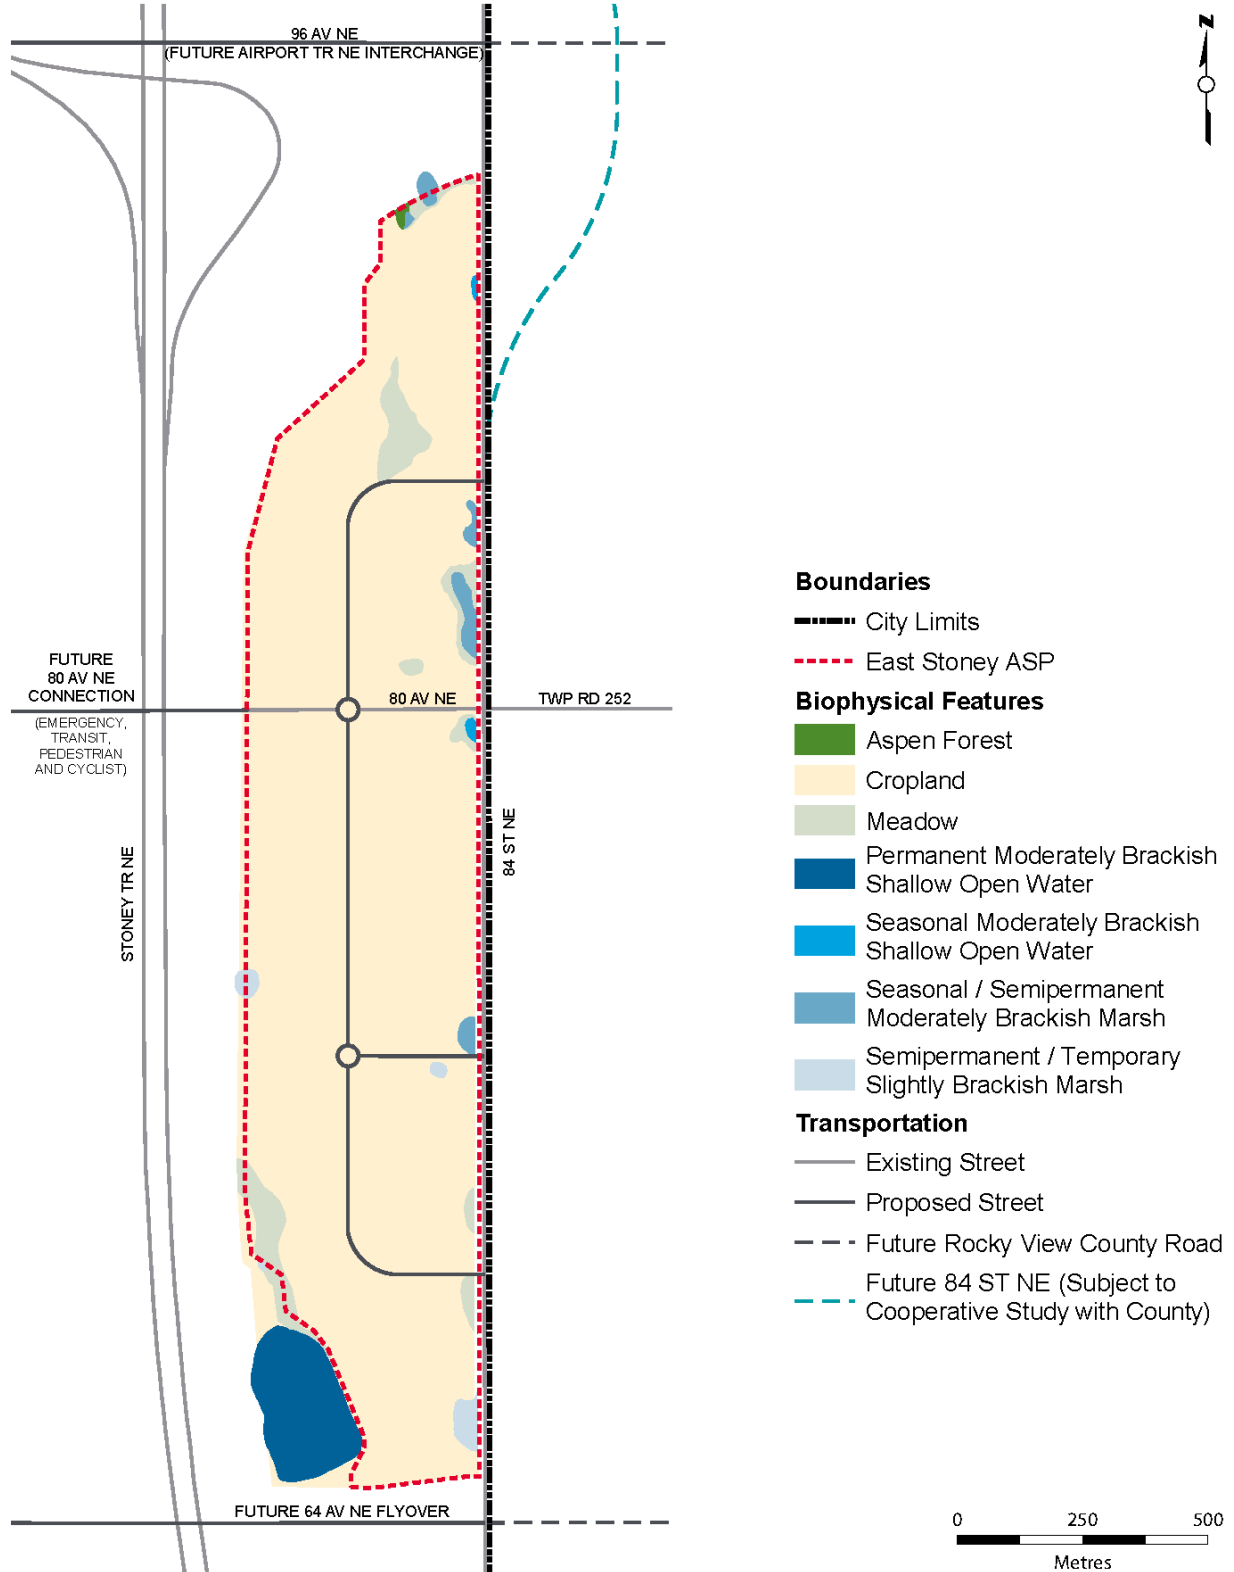 96 AV NE
(FUTURE AIRPORT TR NE INTERCHANGE)
N
FUTURE
80 AV NE
CONNECTION
(EMERGENCY,
TRANSIT,
PEDESTRIAN
AND CYCLIST)
80 AV NE
TWP RD 252
STONEY TR NE
84 ST NE
FUTURE 64 AV NE FLYOVER
Boundaries
City Limits
East Stoney ASP
Biophysical Features
Aspen Forest
Cropland
Meadow
Permanent Moderately Brackish
Shallow Open Water
Seasonal Moderately Brackish
Shallow Open Water
Seasonal / Semipermanent
Moderately Brackish Marsh
Semipermanent / Temporary
Slightly Brackish Marsh
Transportation
Existing Street
Proposed Street
Future Rocky View County Road
Future 84 ST NE (Subject to
Cooperative Study with County)
0 250 500
Metres